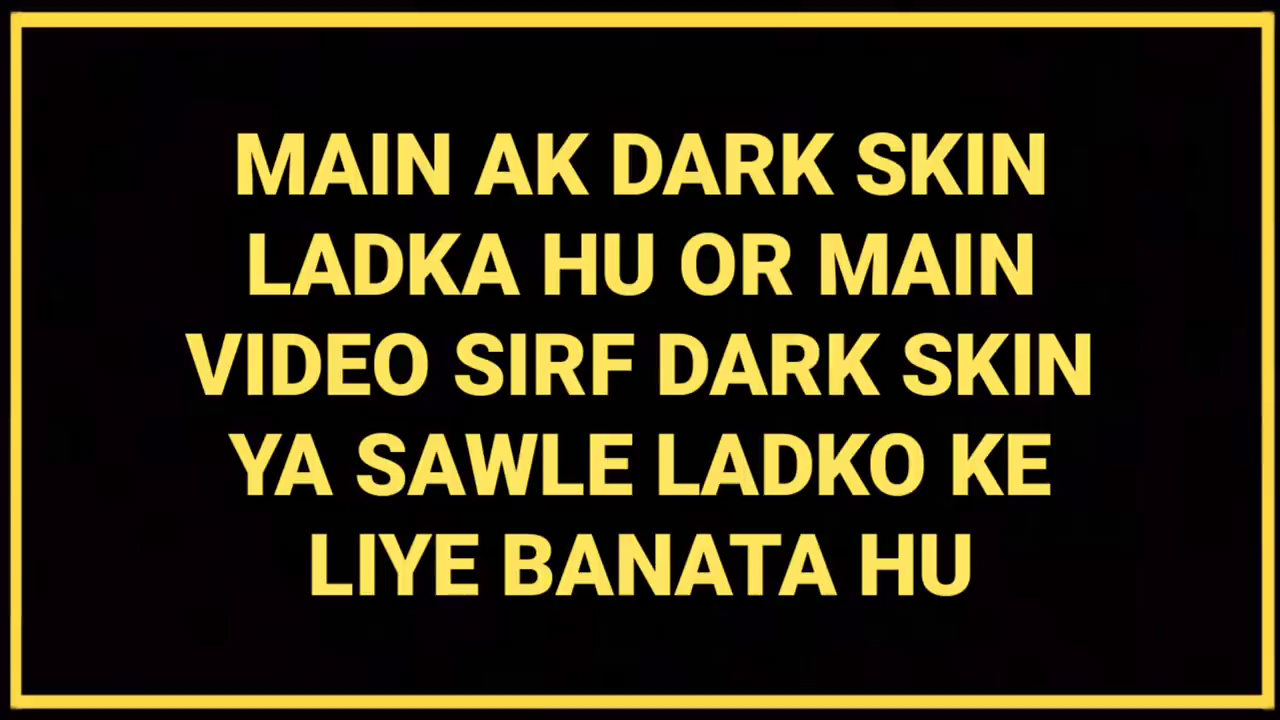 MAIN AK DARK SKIN
LADKA HU OR MAIN
VIDEO SIRF DARK SKIN
YA SAWLE LADKO KE
LIYE BANATA HU